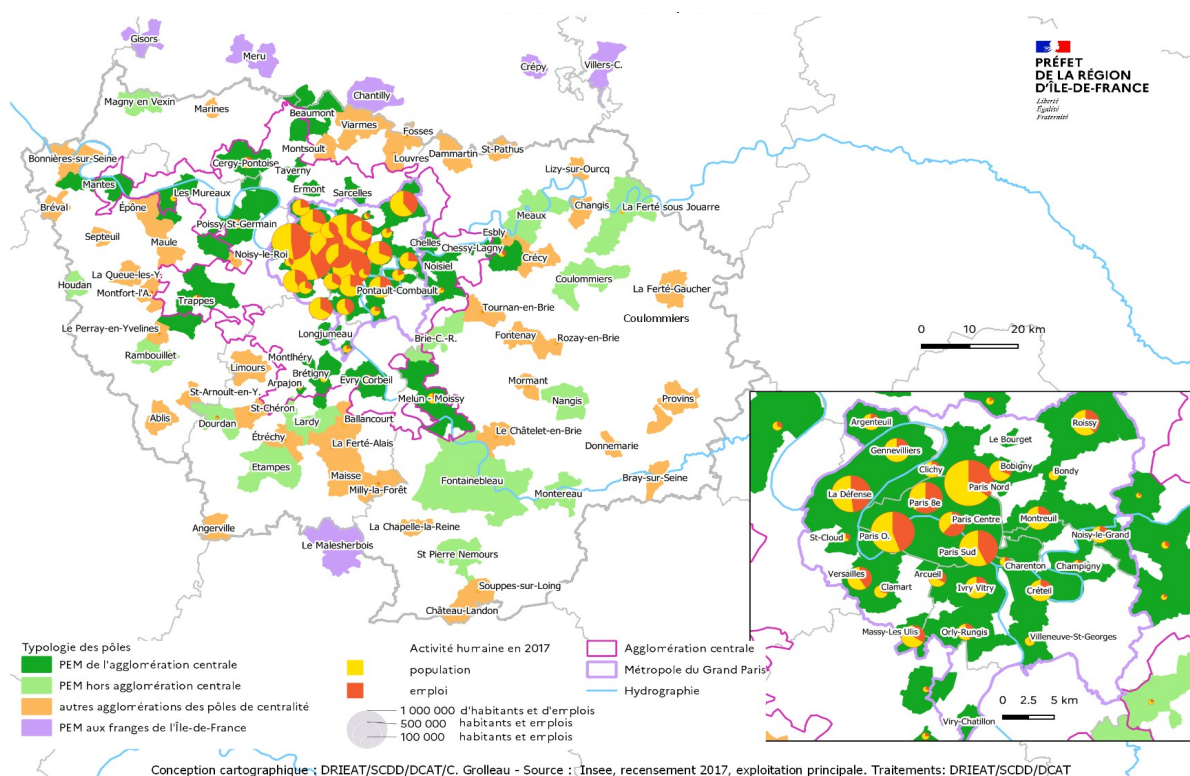 Gisors
Meru
Crépy
Villers-C.
PRÉFET
DE LA RÉGION
D'ÎLE-DE-FRANCE
Liberté
Égalité
Fraternité
Chantilly
Magny en Vexin
Marines
Beaumont
Viarmes
Fosses
Montsoult
Louvres
Dammartin
St-Pathus
Bonnières-sur-Seine
Cergy-Pontoise
Taverny
Lizy-sur-Ourcq
Mantes
Les Mureaux
Ermont
Sarcelles
Bréval
Épône
Changis
La Ferté sous Jouarre
Meaux
Poissy St-Germain
Septeuil
Maule
Esbly
Chelles
Chessy-Lagny
Noisy-le-Roi
Noisiel
Crécy
La Queue-les-Y.
Houdan
Montfort-l'A.
Trappes
Pontault-Combault
Coulommiers
La Ferté-Gaucher
Tournan-en-Brie
Coulommiers
Le Perray-en-Yvelines
Longjumeau
Brie-C.-R.
Fontenay
Rozay-en-Brie
Rambouillet
Montlhéry
Limours
Brétigny
Arpajon
Evry Corbeil
St-Arnoult-en-Y.
Mormant
Melun - Moissy
Nangis
Provins
St-Chéron
Ablis
Dourdan
Lardy
Ballancourt
Étréchy
La Ferté-Alais
Le Châtelet-en-Brie
Donnemarie
Etampes
Maisse
Milly-la-Forêt
Fontainebleau
Bray-sur-Seine
Montereau
Angerville
La Chapelle-la-Reine
Le Malesherbois
St Pierre Nemours
Souppes-sur-Loing
Château-Landon
0 10 20 km
Argenteuil
Roissy
Gennevilliers
Le Bourget
Clichy
Bobigny
Bondy
La Défense
Paris Nord
Paris 8e
Paris Centre
Montreuil
St-Cloud
Paris O.
Noisy-le-Grand
Paris Sud
Charenton
Champigny
Versailles
Arcueil
Clamart
Ivry Vitry
Créteil
Massy-Les Ulis
Orly-Rungis
Villeneuve-St-Georges
Viry-Chatillon
0 2.5 5 km
Typologie des pôles
PEM de l'agglomération centrale
PEM hors agglomération centrale
autres agglomérations des pôles de centralité
PEM aux franges de l'Île-de-France
Activité humaine en 2017
population
emploi
1 000 000 d'habitants et d'emplois
500 000 habitants et emplois
100 000 habitants et emplois
Agglomération centrale
Métropole du Grand Paris
Hydrographie
Conception cartographique : DRIEAT/SCDD/DCAT/C. Grolleau - Source : Insee, recensement 2017, exploitation principale. Traitements: DRIEAT/SCDD/DCAT